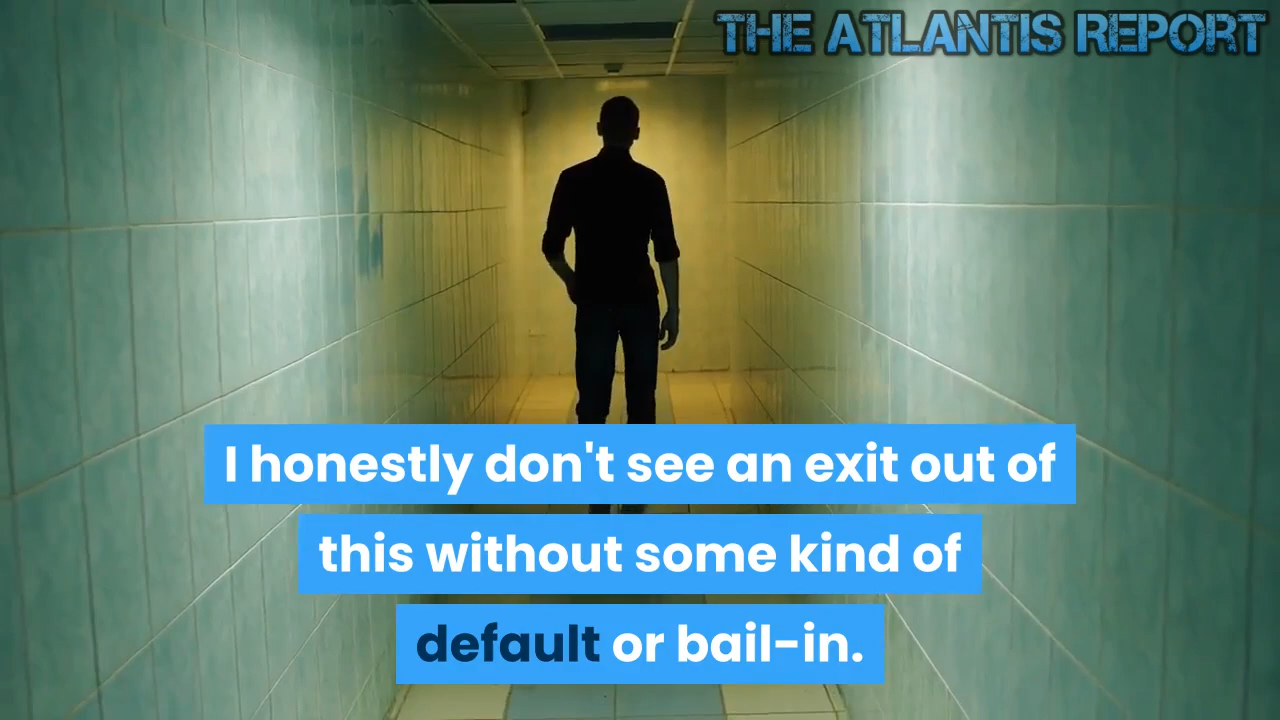 THE ATLANTIS REPORT
I honestly don't see an exit out of
this without some kind of
default or bail-in.